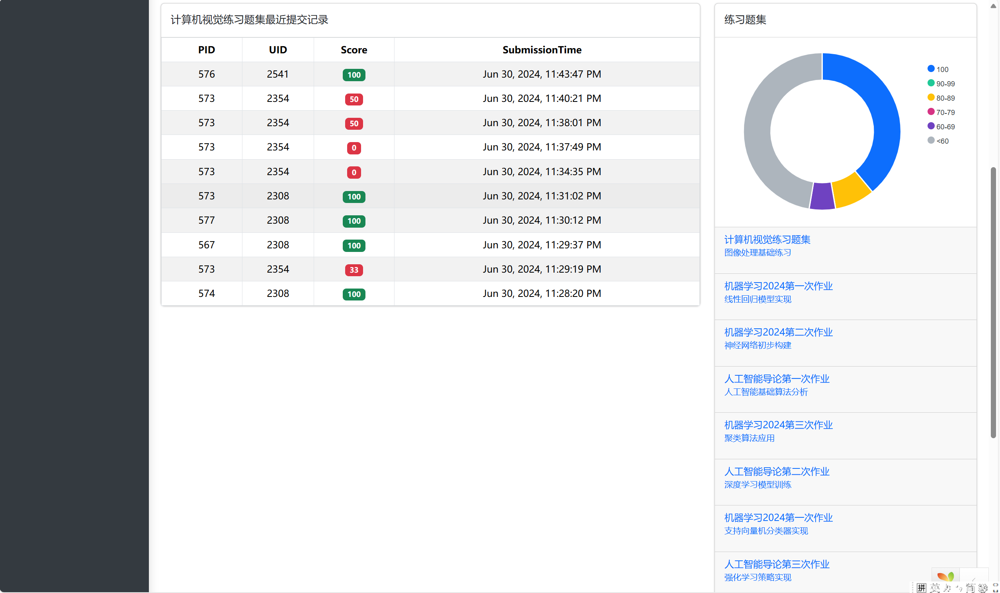 计算机视觉练习题集最近提交记录
PID UID Score SubmissionTime
576 2541 100 Jun 30, 2024, 11:43:47 PM
573 2354 50 Jun 30, 2024, 11:40:21 PM
573 2354 50 Jun 30, 2024, 11:38:01 PM
573 2354 0 Jun 30, 2024, 11:37:49 PM
573 2354 0 Jun 30, 2024, 11:34:35 PM
573 2308 100 Jun 30, 2024, 11:31:02 PM
577 2308 100 Jun 30, 2024, 11:30:12 PM
567 2308 100 Jun 30, 2024, 11:29:37 PM
573 2354 33 Jun 30, 2024, 11:29:19 PM
574 2308 100 Jun 30, 2024, 11:28:20 PM
练习题集
100
90-99
80-89
70-79
60-69
<60
计算机视觉练习题集
图像处理基础练习
机器学习2024第一次作业
线性回归模型实现
机器学习2024第二次作业
神经网络初步构建
人工智能导论第一次作业
人工智能基础算法分析
机器学习2024第三次作业
聚类算法应用
人工智能导论第二次作业
深度学习模型训练
机器学习2024第一次作业
支持向量机分类器实现
人工智能导论第三次作业
强化学习策略实现
拼 英 简